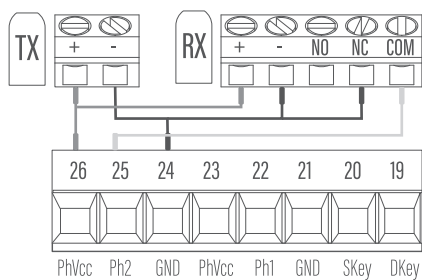 TX
+ -
RX
+ - NO NC COM
26 25 24 23 22 21 20 19
PhVcc Ph2 GND PhVcc Ph1 GND SKey DKey